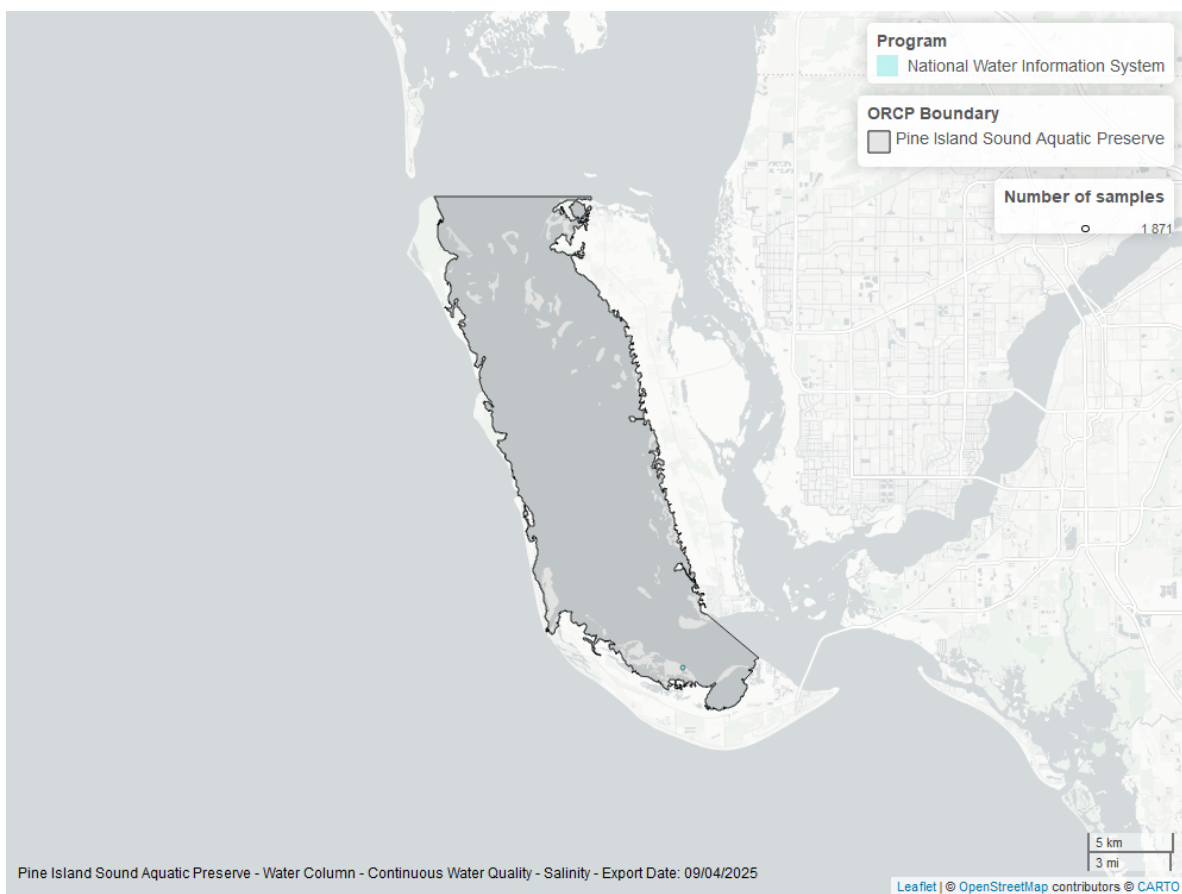 Program
National Water Information System
ORCP Boundary
Pine Island Sound Aquatic Preserve
Number of samples
1 871
5 km
3 mi
Pine Island Sound Aquatic Preserve - Water Column - Continuous Water Quality - Salinity - Export Date: 09/04/2025
Leaflet | © OpenStreetMap contributors © CARTO